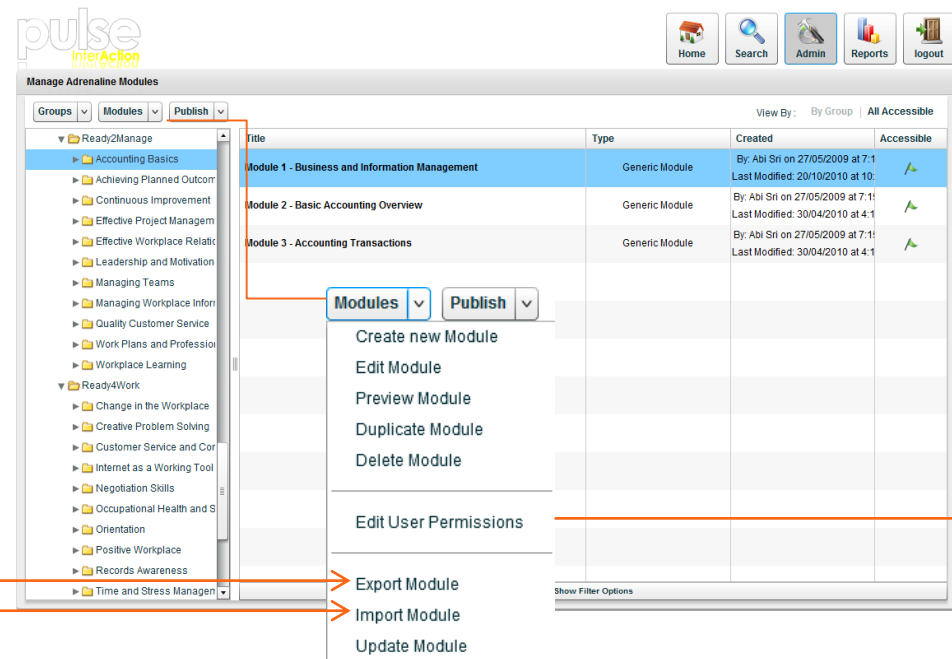 pulse
interAction
Home
Search
Admin
Reports
logout
Manage Adrenaline Modules
Groups
Modules
Publish
View By :
By Group
All Accessible
Ready2Manage
Accounting Basics
Achieving Planned Outcom
Continuous Improvement
Effective Project Managem
Effective Workplace Relatic
Leadership and Motivation
Managing Teams
Managing Workplace Inforr
Quality Customer Service
Work Plans and Professior
Workplace Learning
Ready4Work
Change in the Workplace
Creative Problem Solving
Customer Service and Cor
Internet as a Working Tool
Negotiation Skills
Occupational Health and S
Orientation
Positive Workplace
Records Awareness
Time and Stress Managen
Title
Type
Created
Accessible
Module 1 - Business and Information Management
Generic Module
By: Abi Sri on 27/05/2009 at 7:1
Last Modified: 20/10/2010 at 10:
Module 2 - Basic Accounting Overview
Generic Module
By: Abi Sri on 27/05/2009 at 7:1
Last Modified: 30/04/2010 at 4:1
Module 3 - Accounting Transactions
Generic Module
By: Abi Sri on 27/05/2009 at 7:1
Last Modified: 30/04/2010 at 4:1
Modules
Publish
Create new Module
Edit Module
Preview Module
Duplicate Module
Delete Module
Edit User Permissions
Export Module
Import Module
Update Module
Show Filter Options